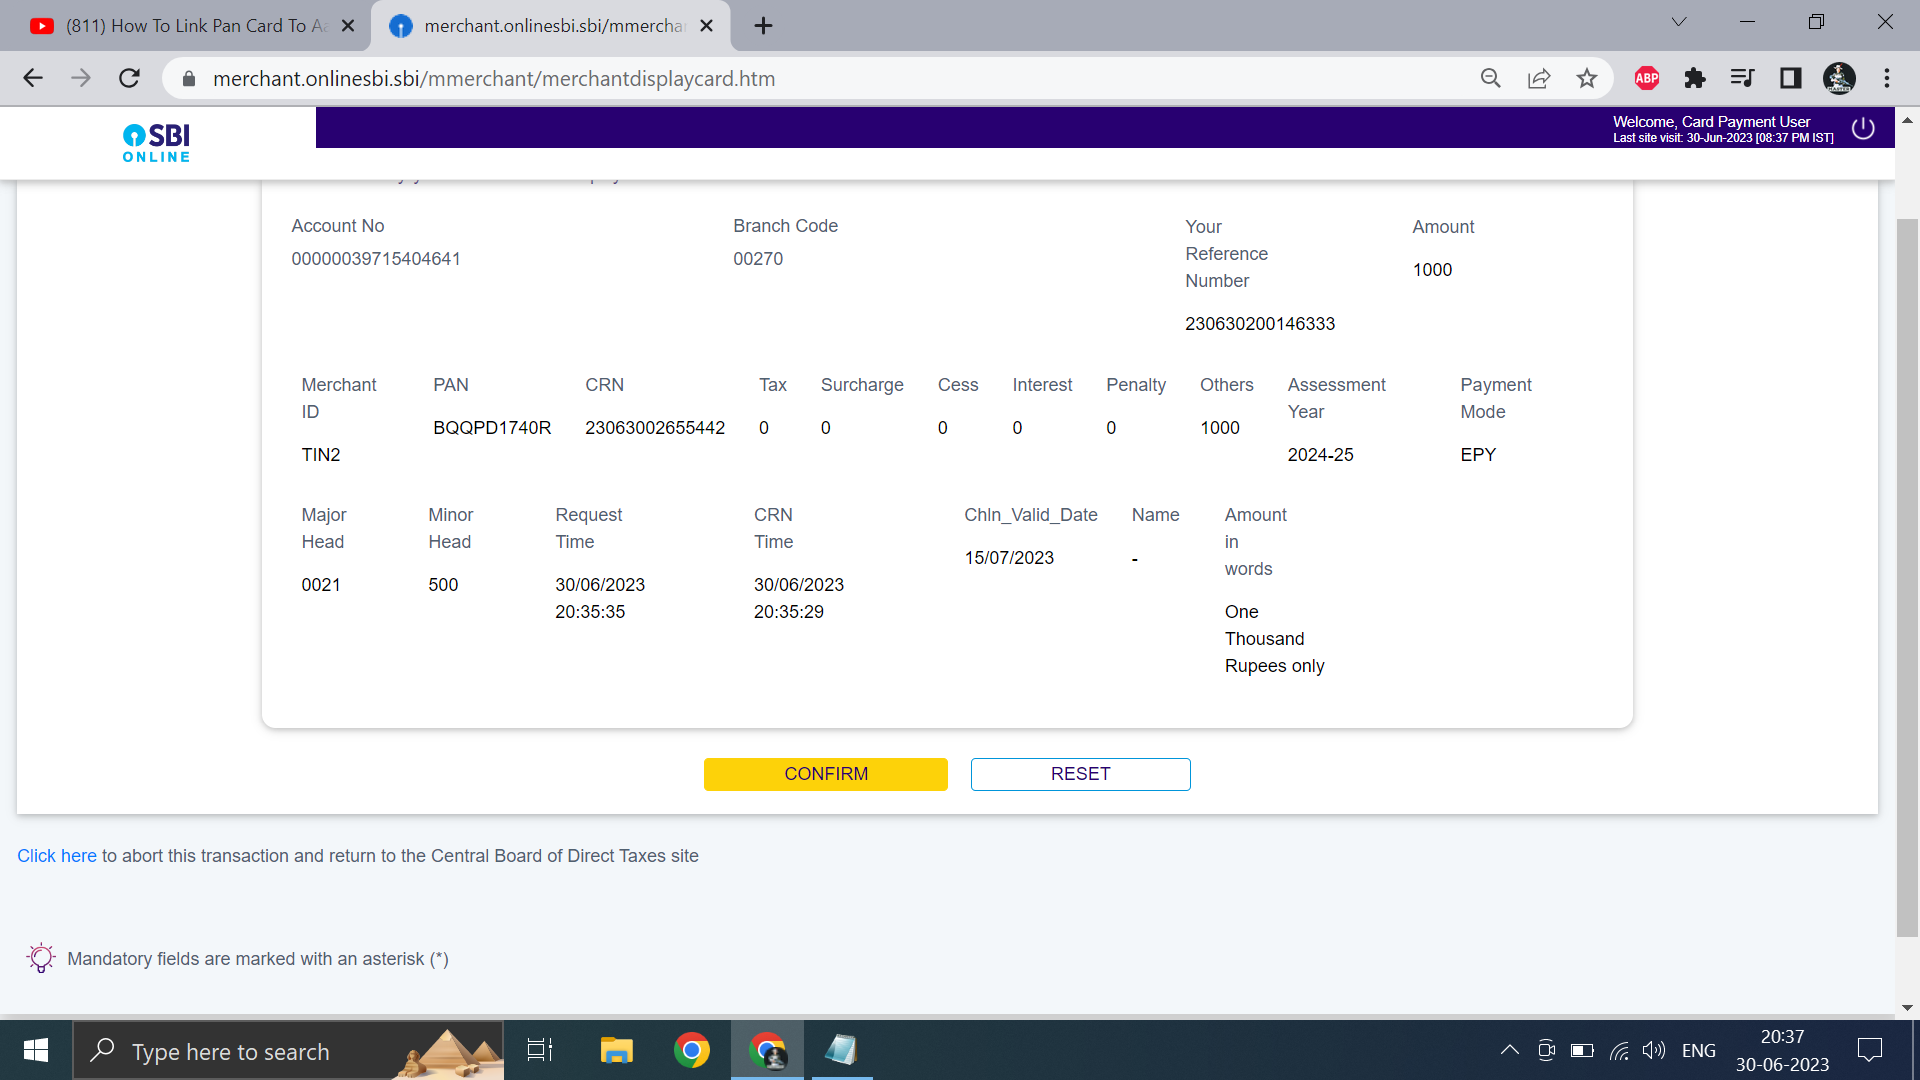 (811) How To Link Pan Card To Aa
merchant.onlinesbi.sbi/mmercha
merchant.onlinesbi.sbi/mmerchant/merchantdisplaycard.htm
ABP
SBI
ONLINE
Welcome, Card Payment User
Last site visit: 30-Jun-2023 [08:37 PM IST]
Account No
00000039715404641
Branch Code
00270
Your
Reference
Number
230630200146333
Amount
1000
Merchant
ID
TIN2
PAN
BQQPD1740R
CRN
23063002655442
Tax
0
Surcharge
0
Cess
0
Interest
0
Penalty
0
Others
1000
Assessment
Year
2024-25
Payment
Mode
EPY
Major
Head
0021
Minor
Head
500
Request
Time
30/06/2023
20:35:35
CRN
Time
30/06/2023
20:35:29
Chln_Valid_Date
15/07/2023
Name
-
Amount
in
words
One
Thousand
Rupees only
CONFIRM
RESET
Click here to abort this transaction and return to the Central Board of Direct Taxes site
Mandatory fields are marked with an asterisk (*)
Type here to search
ENG
20:37
30-06-2023